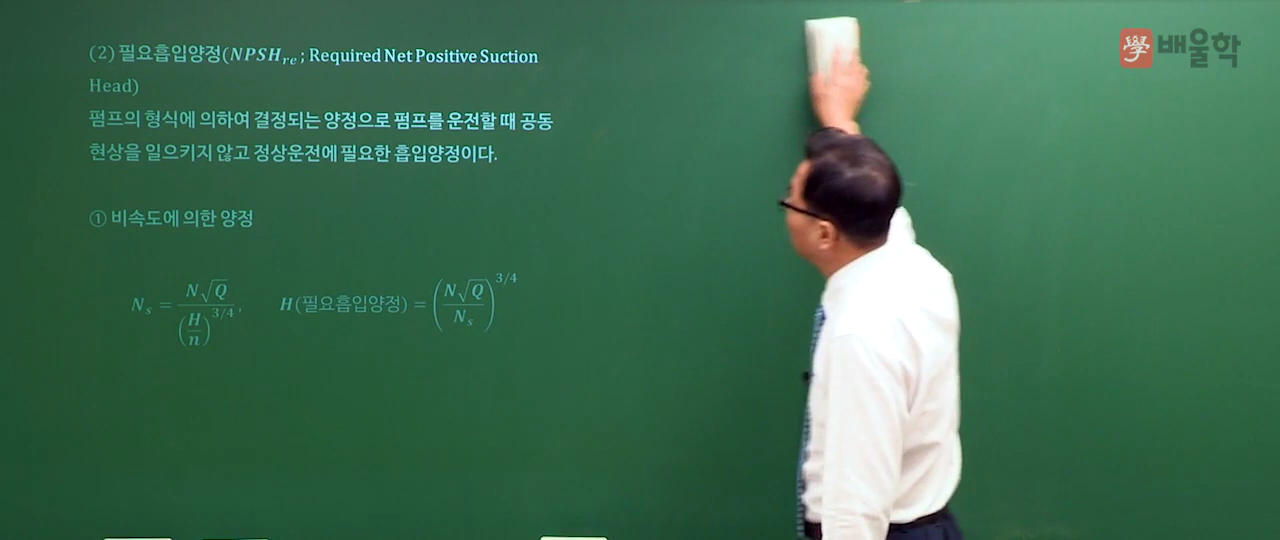 學 배울학
(2) 필요흡입양정(NPSH_re ; Required Net Positive Suction
Head)
펌프의 형식에 의하여 결정되는 양정으로 펌프를 운전할 때 공동
현상을 일으키지 않고 정상운전에 필요한 흡입양정이다.
① 비속도에 의한 양정
N_s = N√Q / (H/n)^{3/4}, H(필요흡입양정) = (N√Q / N_s)^{3/4}